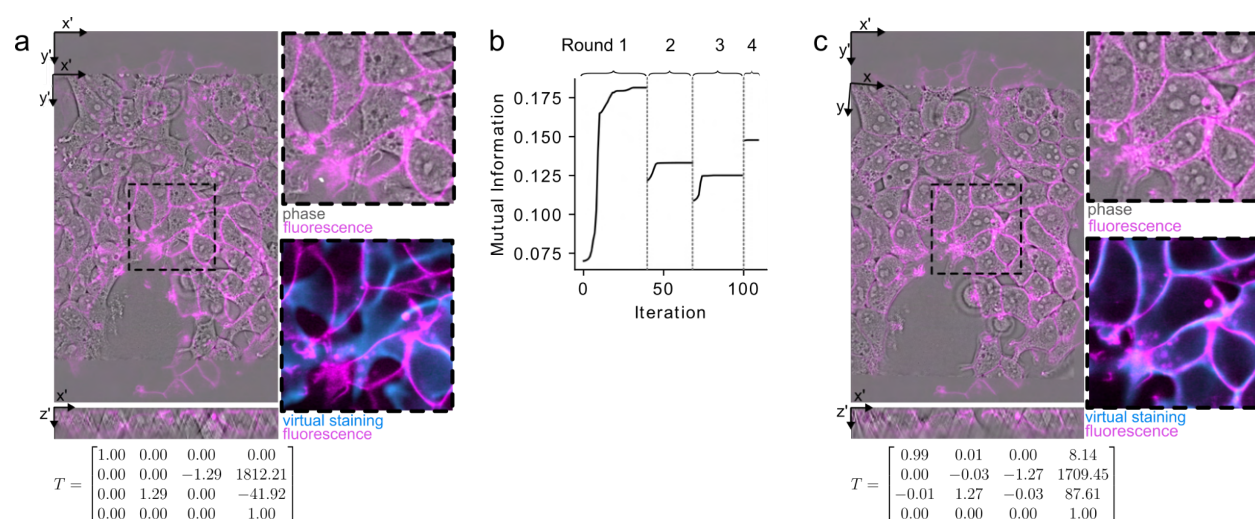 a
x'
y'
x'
y'
phase
fluorescence
virtual staining
fluorescence
x'
z'
T =
1.00 0.00 0.00 0.00
0.00 0.00 −1.29 1812.21
0.00 1.29 0.00 −41.92
0.00 0.00 0.00 1.00
b
Round 1 2 3 4
Mutual Information
0.175
0.150
0.125
0.100
0.075
0 50 100
Iteration
c
x'
y'
x
y
phase
fluorescence
virtual staining
fluorescence
x'
z'
T =
0.99 0.01 0.00 8.14
0.00 −0.03 −1.27 1709.45
−0.01 1.27 −0.03 87.61
0.00 0.00 0.00 1.00